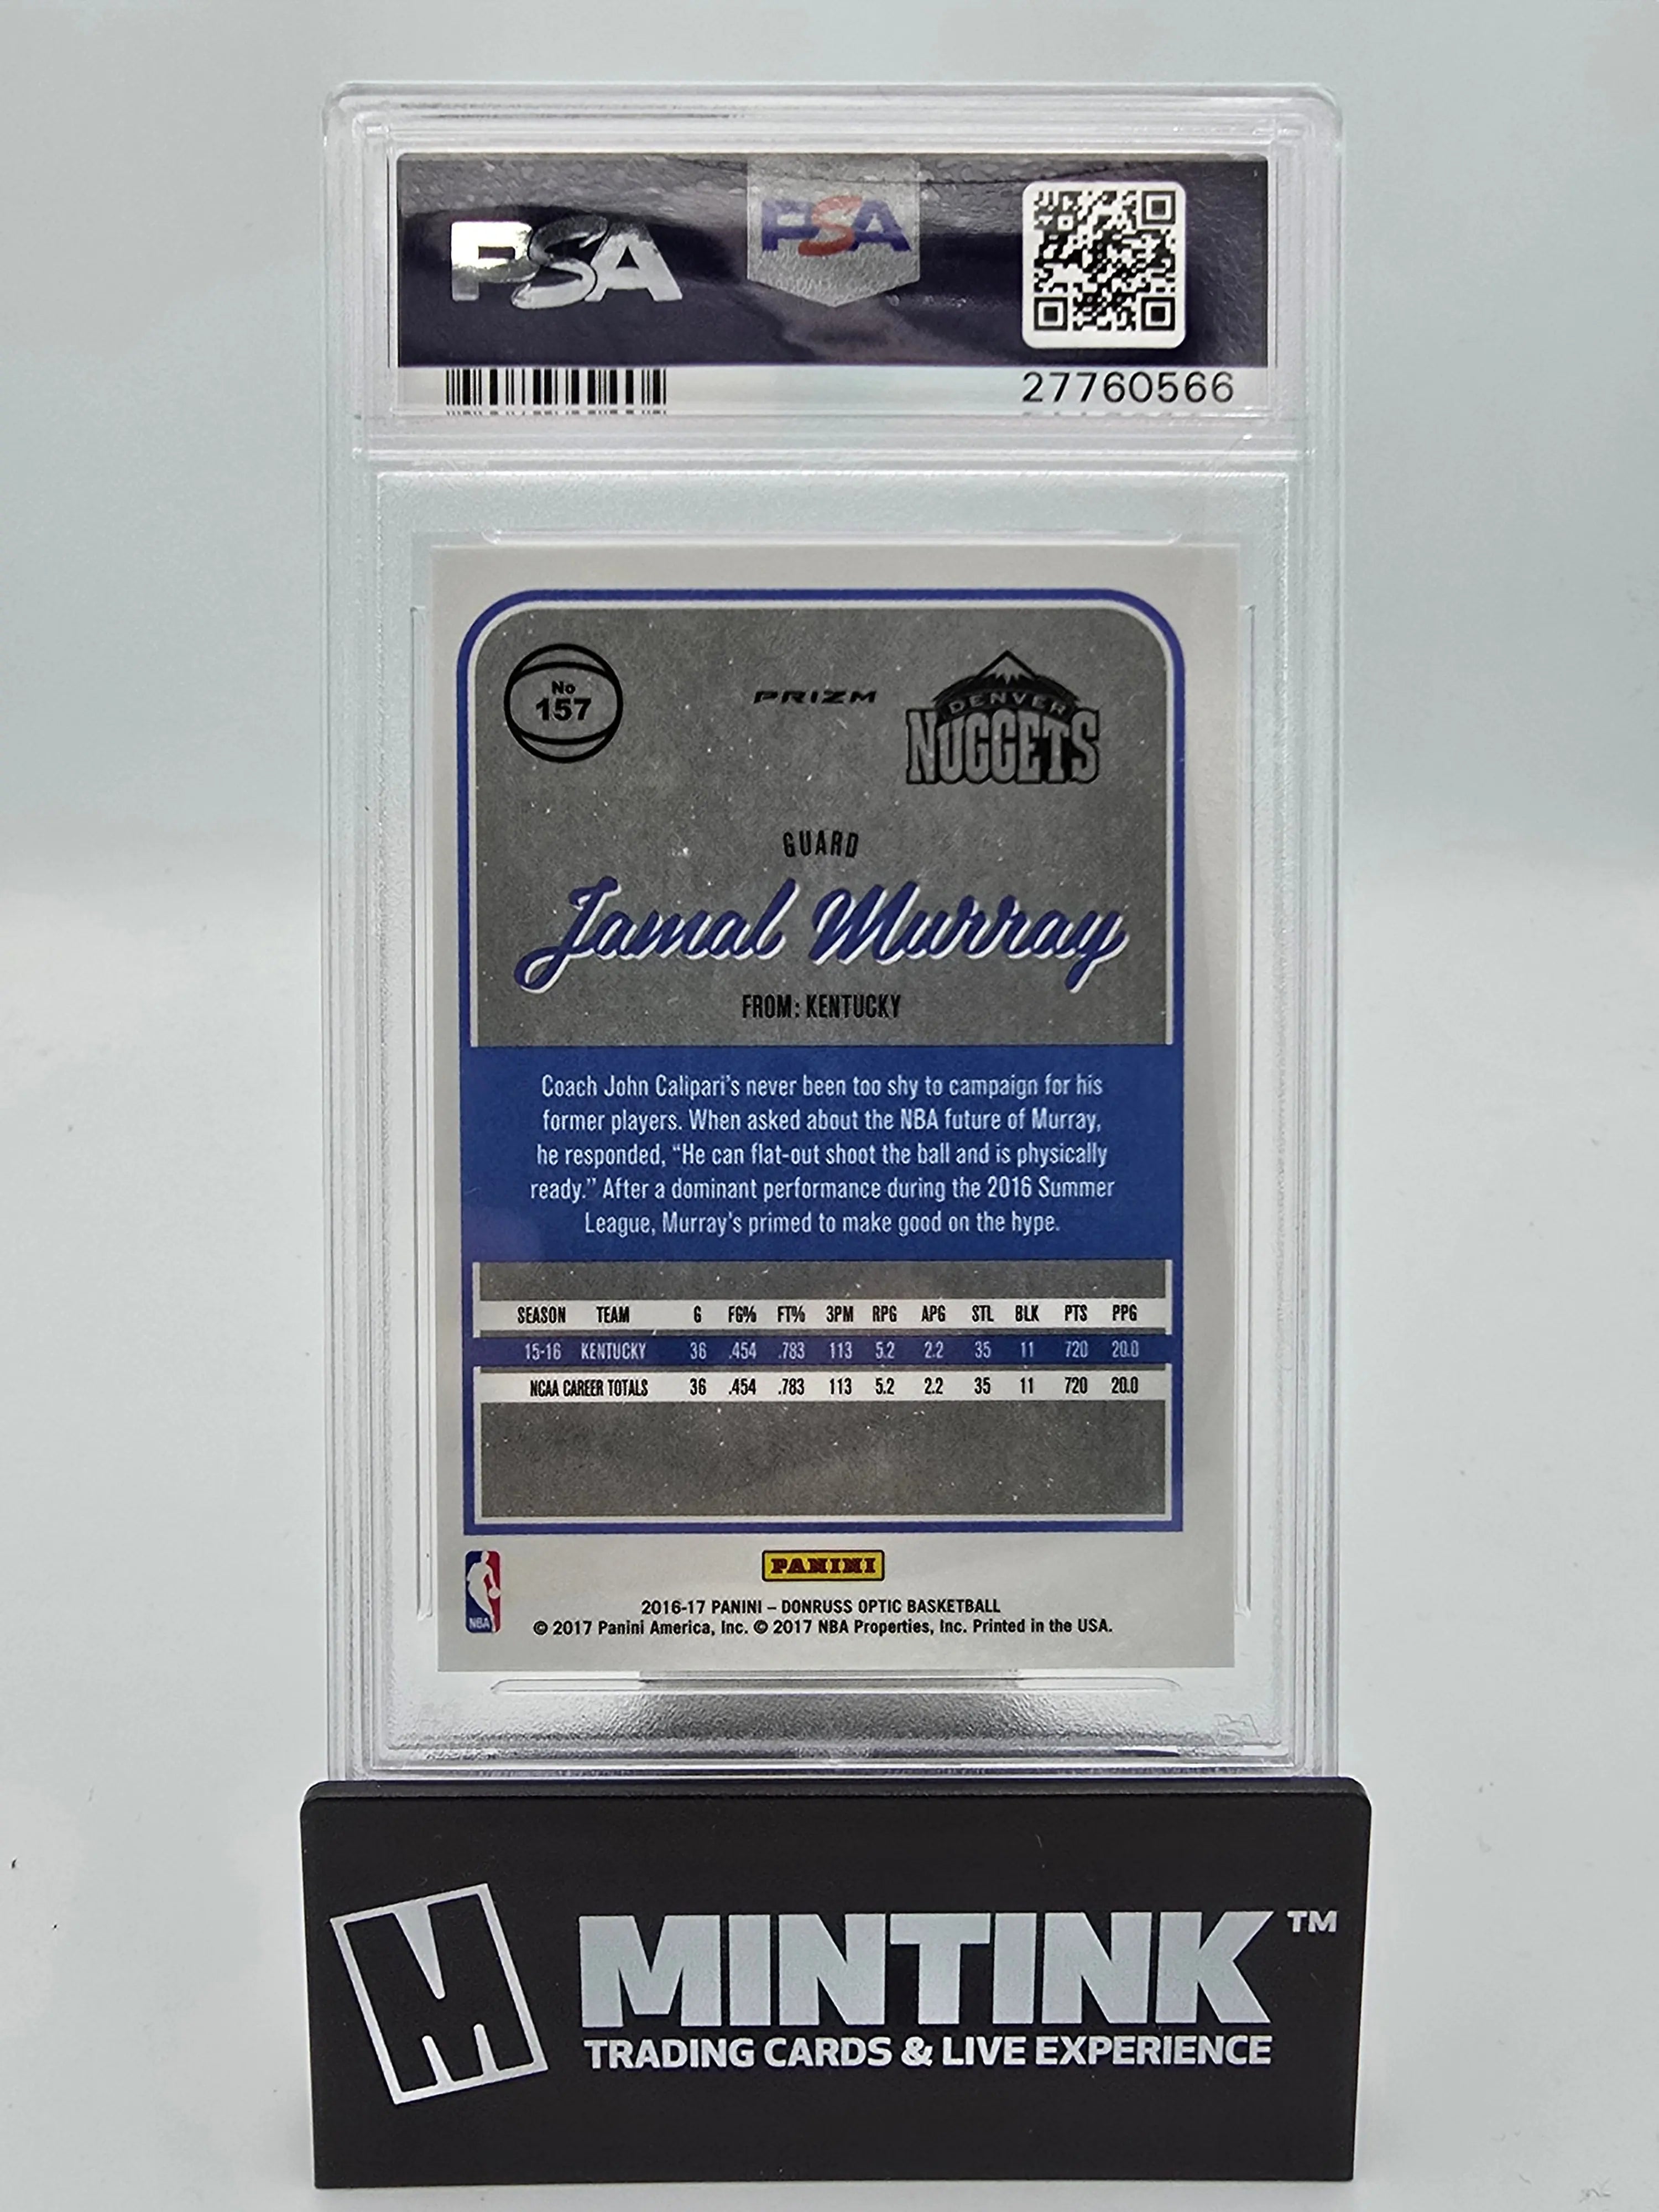 PSA
PSA
27760566
No
157
PRIZM
DENVER
NUGGETS
GUARD
Jamal Murray
FROM: KENTUCKY
Coach John Calipari's never been too shy to campaign for his
former players. When asked about the NBA future of Murray,
he responded, “He can flat-out shoot the ball and is physically
ready.” After a dominant performance during the 2016 Summer
League, Murray's primed to make good on the hype.
SEASON TEAM G FG% FT% 3PM RPG APG STL BLK PTS PPG
15-16 KENTUCKY 36 .454 .783 113 5.2 2.2 35 11 720 20.0
NCAA CAREER TOTALS 36 .454 .783 113 5.2 2.2 35 11 720 20.0
NBA
PANINI
2016-17 PANINI – DONRUSS OPTIC BASKETBALL
© 2017 Panini America, Inc. © 2017 NBA Properties, Inc. Printed in the USA.
M
MINTINK™
TRADING CARDS & LIVE EXPERIENCE